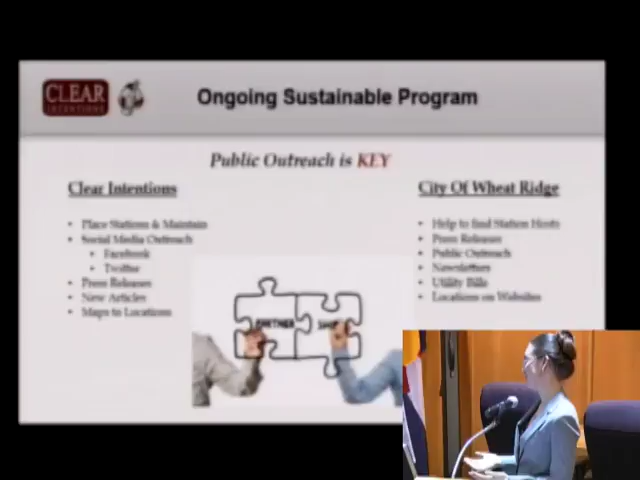 CLEAR
INTENTIONS
Ongoing Sustainable Program
Public Outreach is KEY
Clear Intentions
• Place Stations & Maintain
• Social Media Outreach
• Facebook
• Twitter
• Press Releases
• New Articles
• Maps to Locations
City Of Wheat Ridge
• Help to find Station Hosts
• Press Releases
• Public Outreach
• Newsletters
• Utility Bills
• Locations on Websites
PARTNER
SHIP